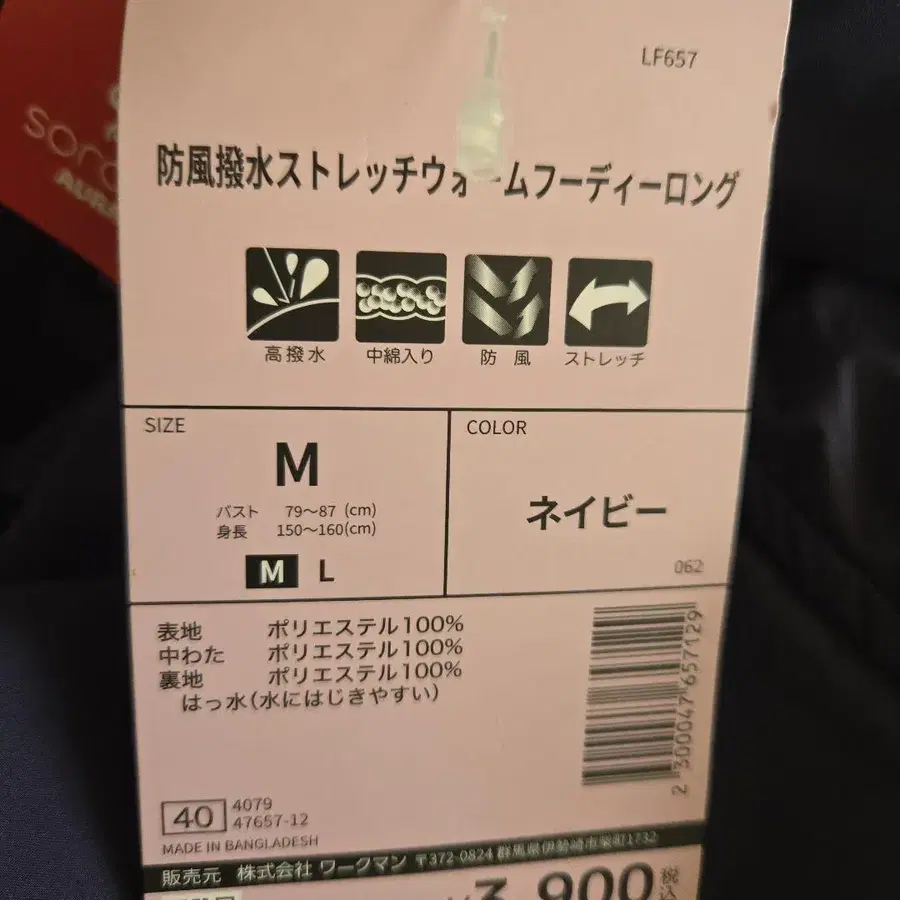 LF657
防風撥水ストレッチウォームフーディーロング
高撥水 中綿入り 防風 ストレッチ
SIZE
M
バスト 79～87 (cm)
身長 150～160(cm)
M L
COLOR
ネイビー
062
表地 ポリエステル100%
中わた ポリエステル100%
裏地 ポリエステル100%
はっ水(水にはじきやすい)
2300047657129
40
4079
47657-12
MADE IN BANGLADESH
販売元 株式会社 ワークマン 〒372-0824 群馬県伊勢崎市柴町1732
¥3,900 税込